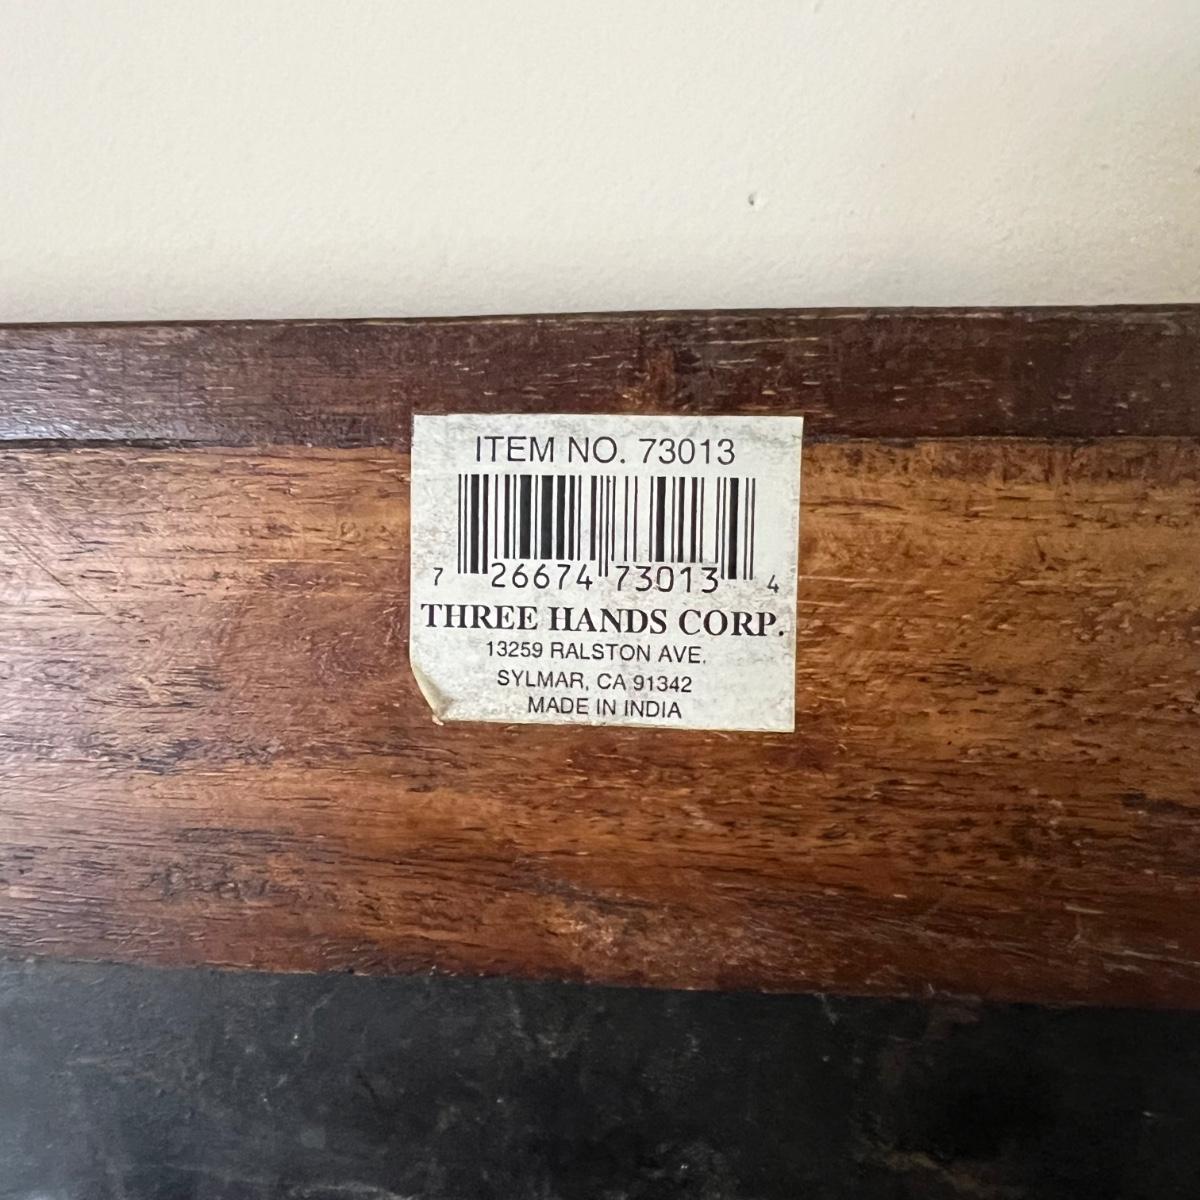 ITEM NO. 73013
7 26674 73013 4
THREE HANDS CORP.
13259 RALSTON AVE.
SYLMAR, CA 91342
MADE IN INDIA